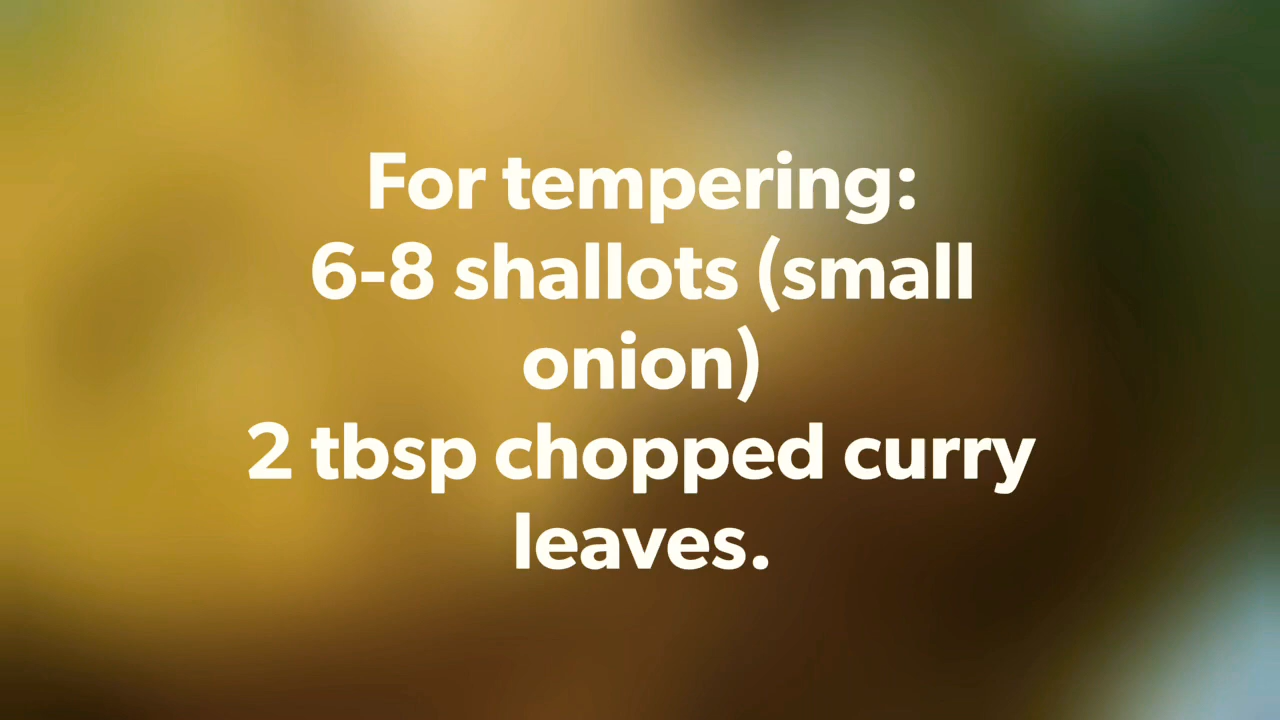 For tempering:
6-8 shallots (small
onion)
2 tbsp chopped curry
leaves.